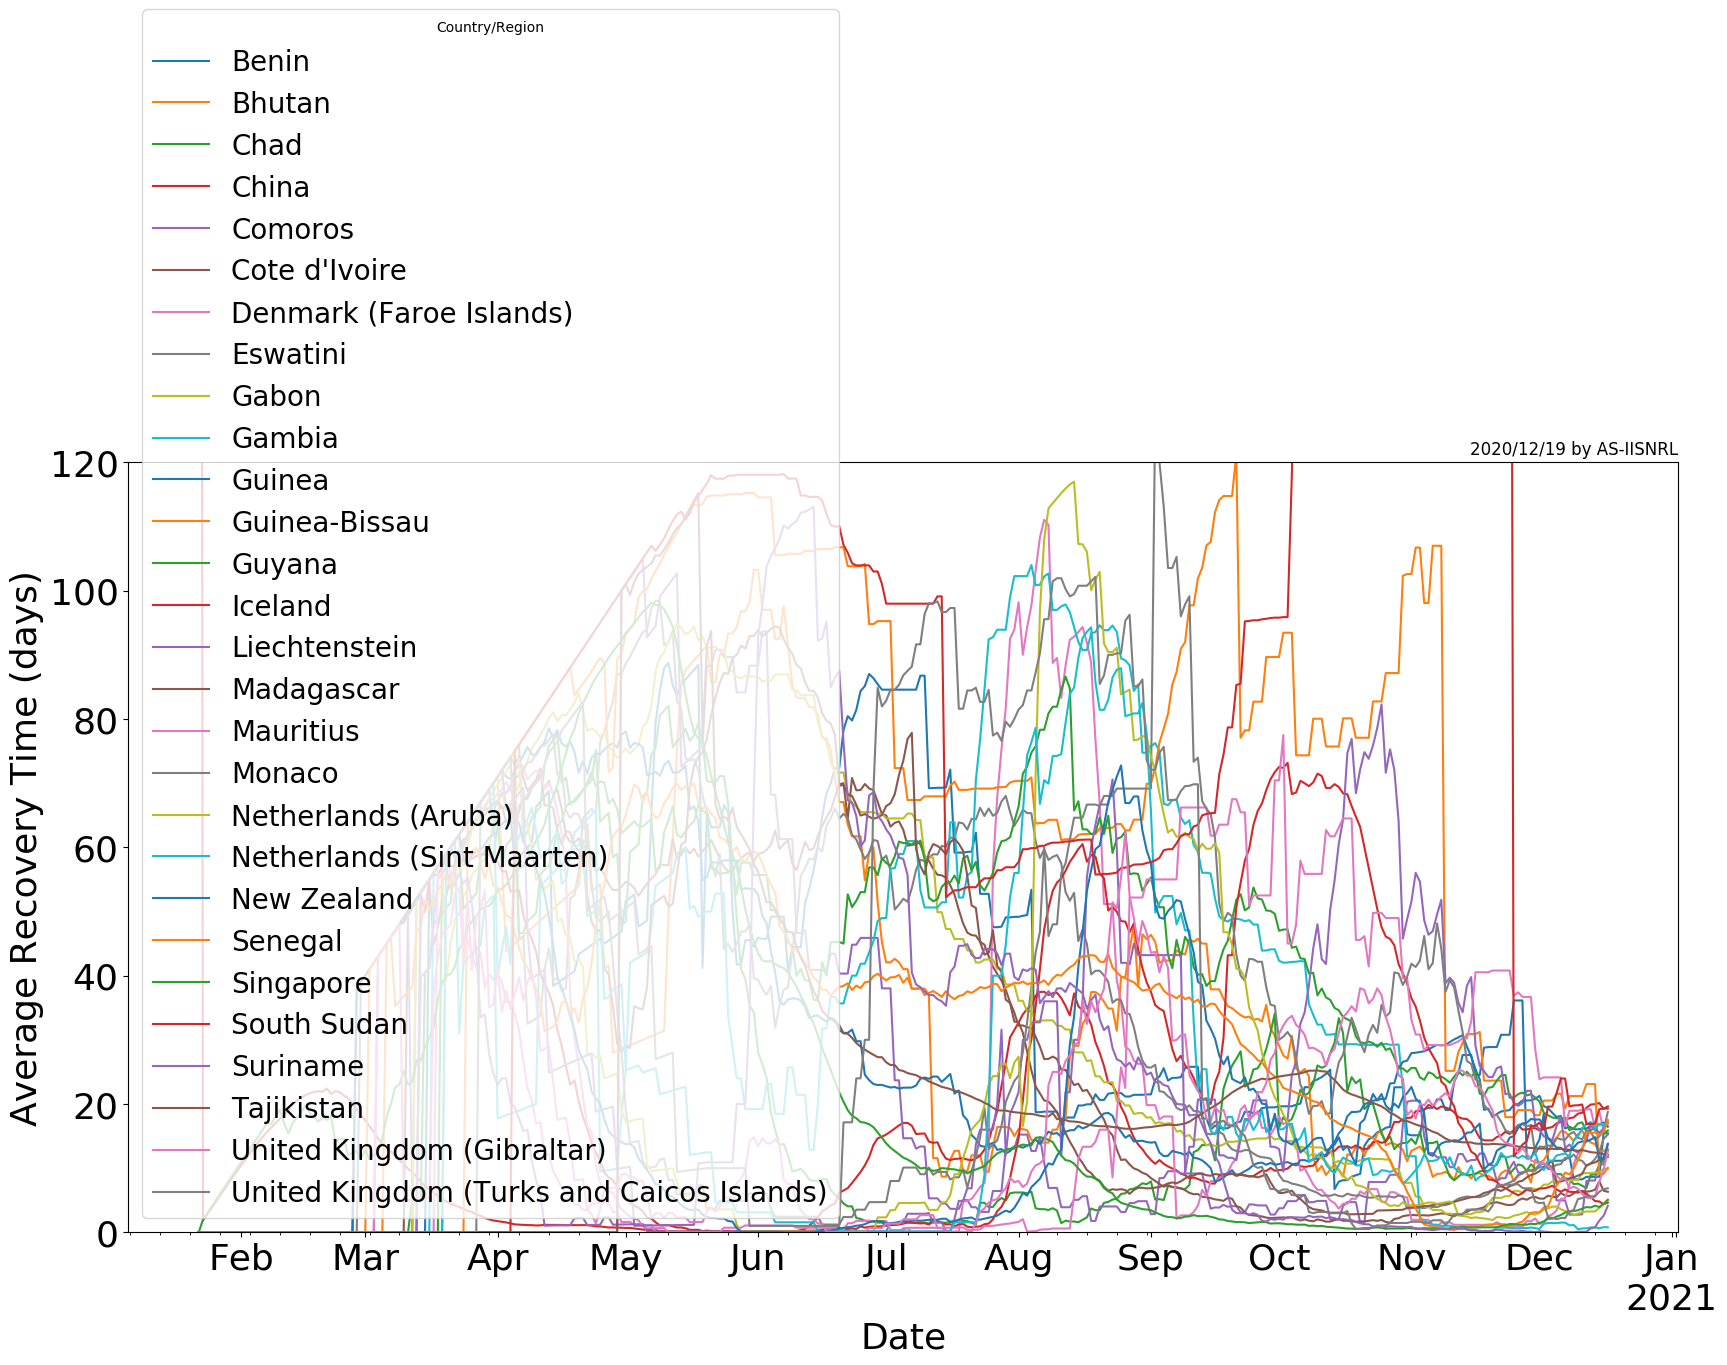 Country/Region
Benin
Bhutan
Chad
China
Comoros
Cote d'Ivoire
Denmark (Faroe Islands)
Eswatini
Gabon
Gambia
Guinea
Guinea-Bissau
Guyana
Iceland
Liechtenstein
Madagascar
Mauritius
Monaco
Netherlands (Aruba)
Netherlands (Sint Maarten)
New Zealand
Senegal
Singapore
South Sudan
Suriname
Tajikistan
United Kingdom (Gibraltar)
United Kingdom (Turks and Caicos Islands)
2020/12/19 by AS-IISNRL
Average Recovery Time (days)
120
100
80
60
40
20
0
Feb Mar Apr May Jun Jul Aug Sep Oct Nov Dec Jan
2021
Date